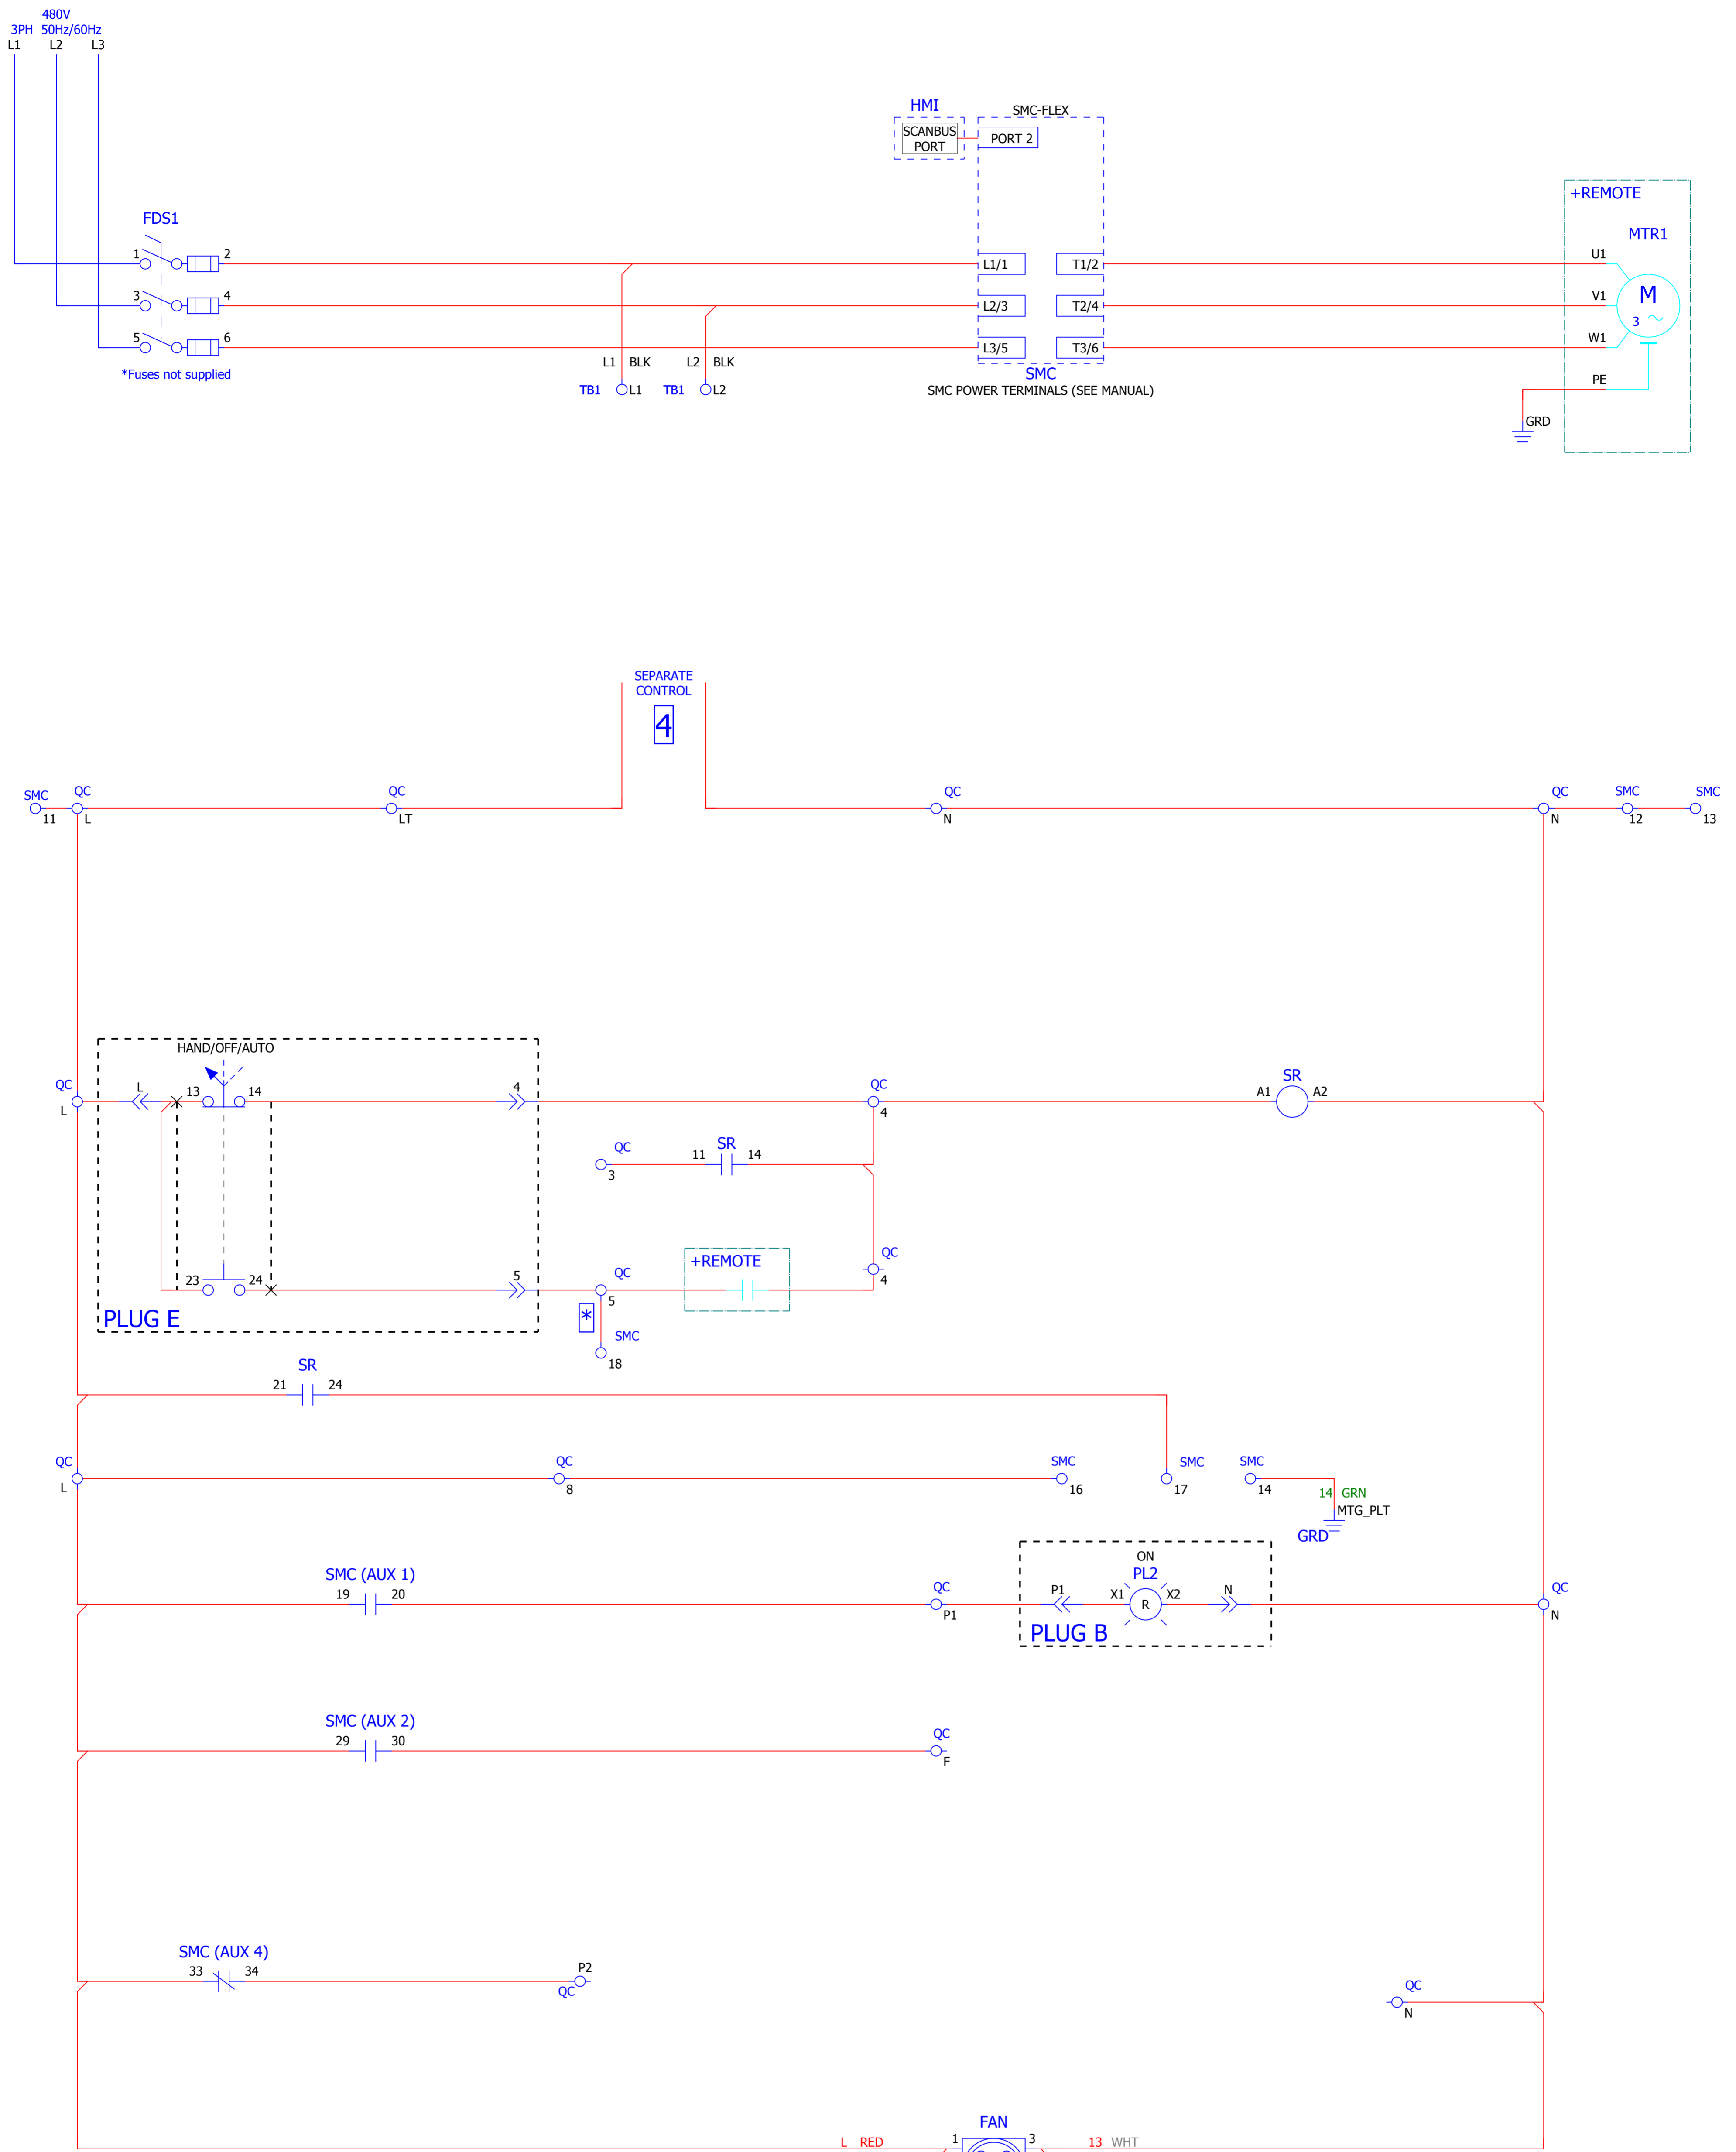 480V
3PH 50Hz/60Hz
L1 L2 L3
HMI
SCANBUS
PORT
SMC-FLEX
PORT 2
+REMOTE
MTR1
FDS1
1 2
L1/1 T1/2
U1
3 4
L2/3 T2/4
V1
M
3
5 6
L3/5 T3/6
W1
*Fuses not supplied
L1 BLK
L2 BLK
TB1 L1
TB1 L2
SMC
SMC POWER TERMINALS (SEE MANUAL)
PE
GRD
SEPARATE
CONTROL
4
SMC QC QC QC QC SMC SMC
11 L LT N N 12 13
HAND/OFF/AUTO
QC L 13 14 4 QC A1 SR A2
L 4
QC 11 SR 14
3
+REMOTE
QC
4
23 24 5 QC
5
PLUG E
*
SMC
18
SR
21 24
QC QC SMC SMC SMC
L 8 16 17 14
14 GRN
MTG_PLT
GRD
ON
SMC (AUX 1) PL2
19 20 QC P1 X1 R X2 N QC
P1 N
PLUG B
SMC (AUX 2)
29 30 QC
F
SMC (AUX 4)
33 34 P2
QC
QC
N
FAN
L RED 1 3 13 WHT